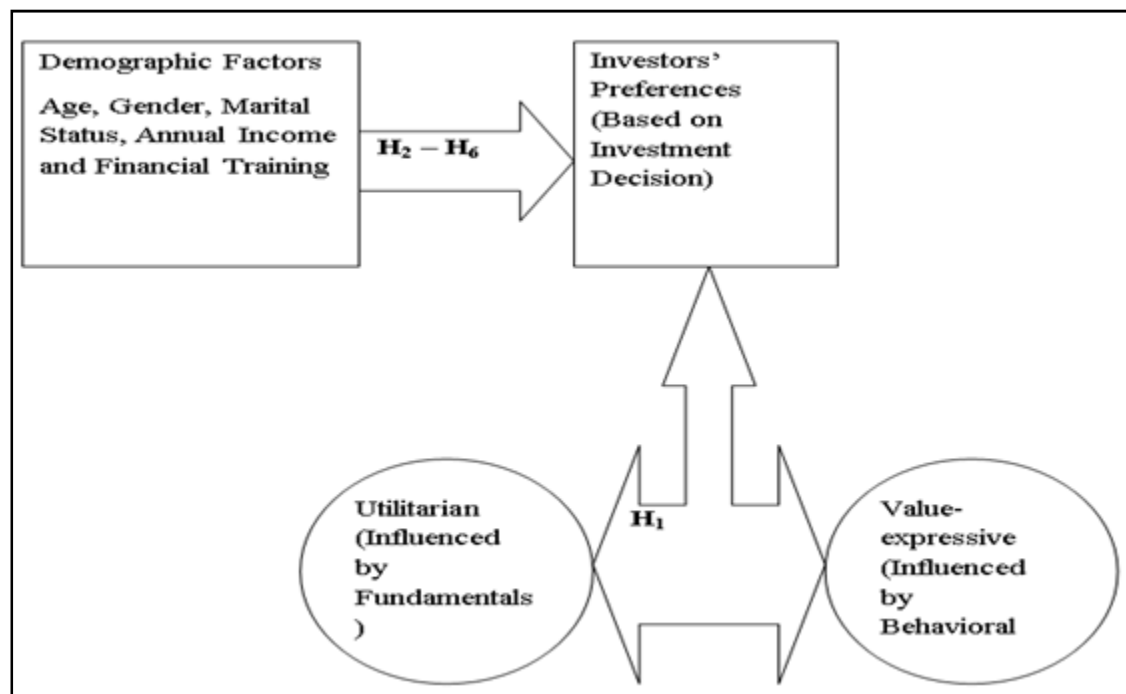 Demographic Factors
Age, Gender, Marital
Status, Annual Income
and Financial Training
H₂ – H₆
Investors’
Preferences
(Based on
Investment
Decision)
H₁
Utilitarian
(Influenced
by
Fundamentals
)
Value-
expressive
(Influenced
by
Behavioral